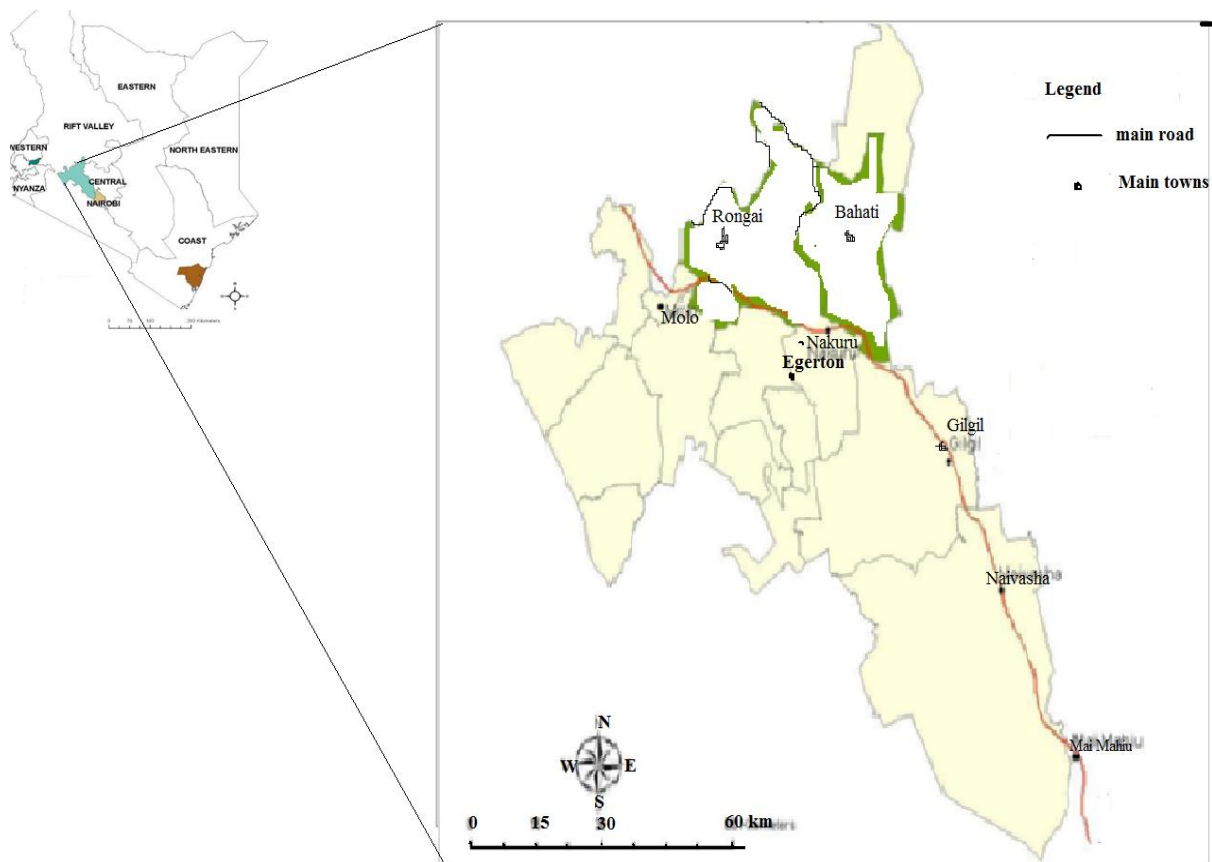 EASTERN
RIFT VALLEY
WESTERN
NORTH EASTERN
NYANZA
CENTRAL
NAIROBI
COAST
Legend
main road
Main towns
Rongai
Bahati
Molo
Nakuru
Egerton
Gilgil
Gilgil
Naivasha
Mai Mahiu
N
W E
S
0 15 30 60 km